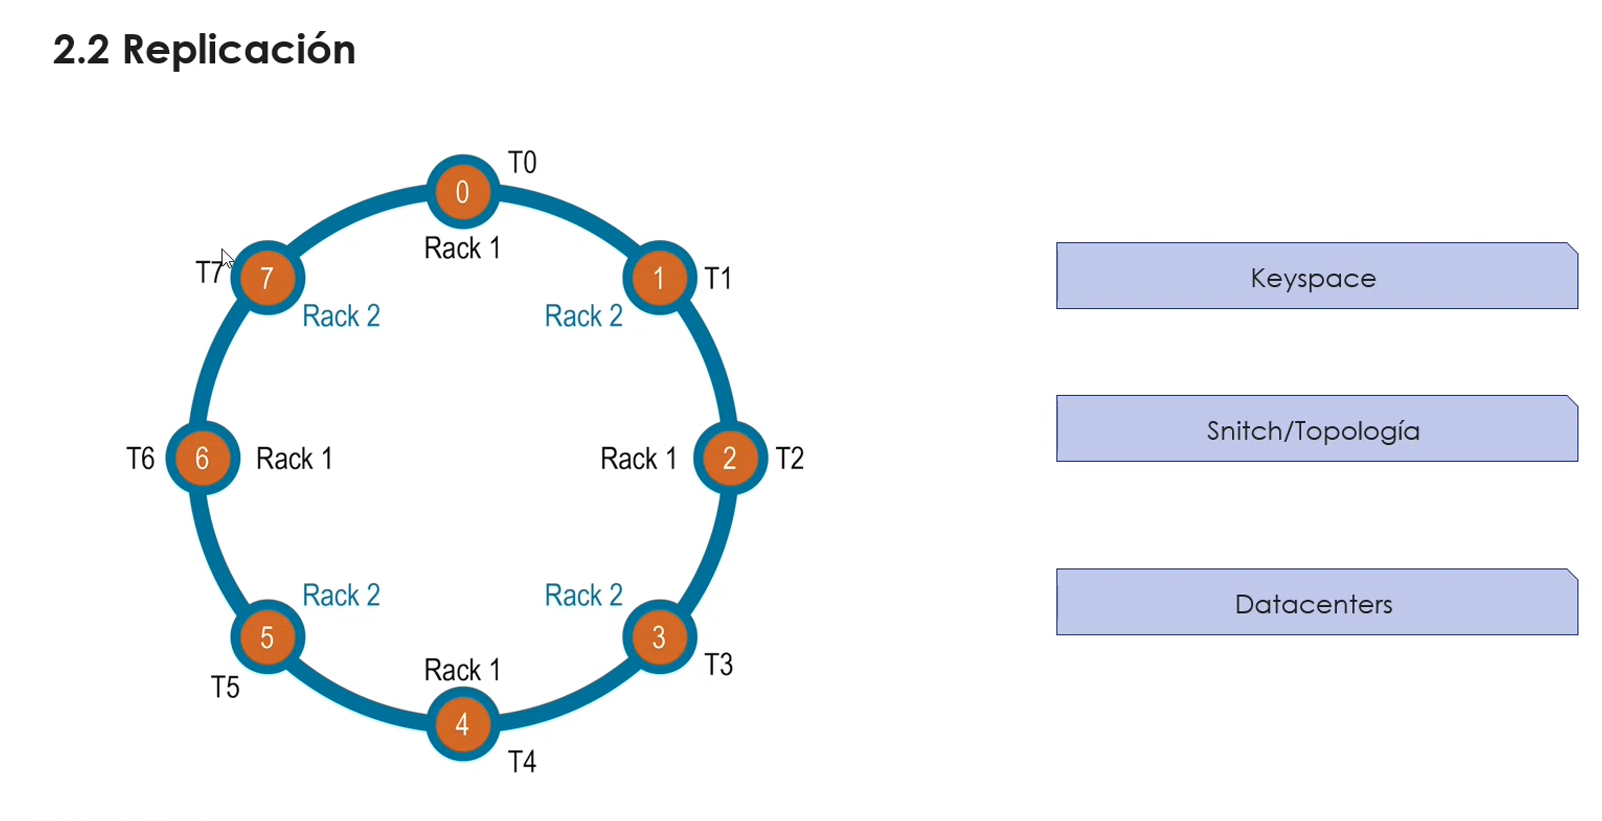 2.2 Replicación
T0
0
Rack 1
T7
7
Rack 2
Rack 2
1
T1
T6
6
Rack 1
Rack 1
2
T2
Rack 2
5
T5
Rack 2
3
T3
Rack 1
4
T4
Keyspace
Snitch/Topología
Datacenters